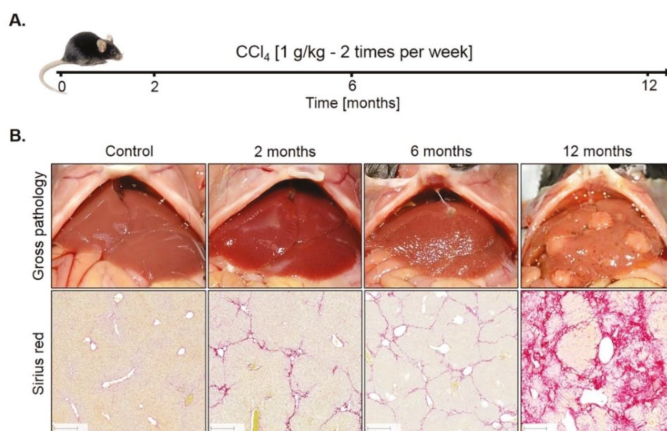 A.
CCl₄ [1 g/kg - 2 times per week]
0 2 6 12
Time [months]
B.
Control 2 months 6 months 12 months
Gross pathology
Sirius red